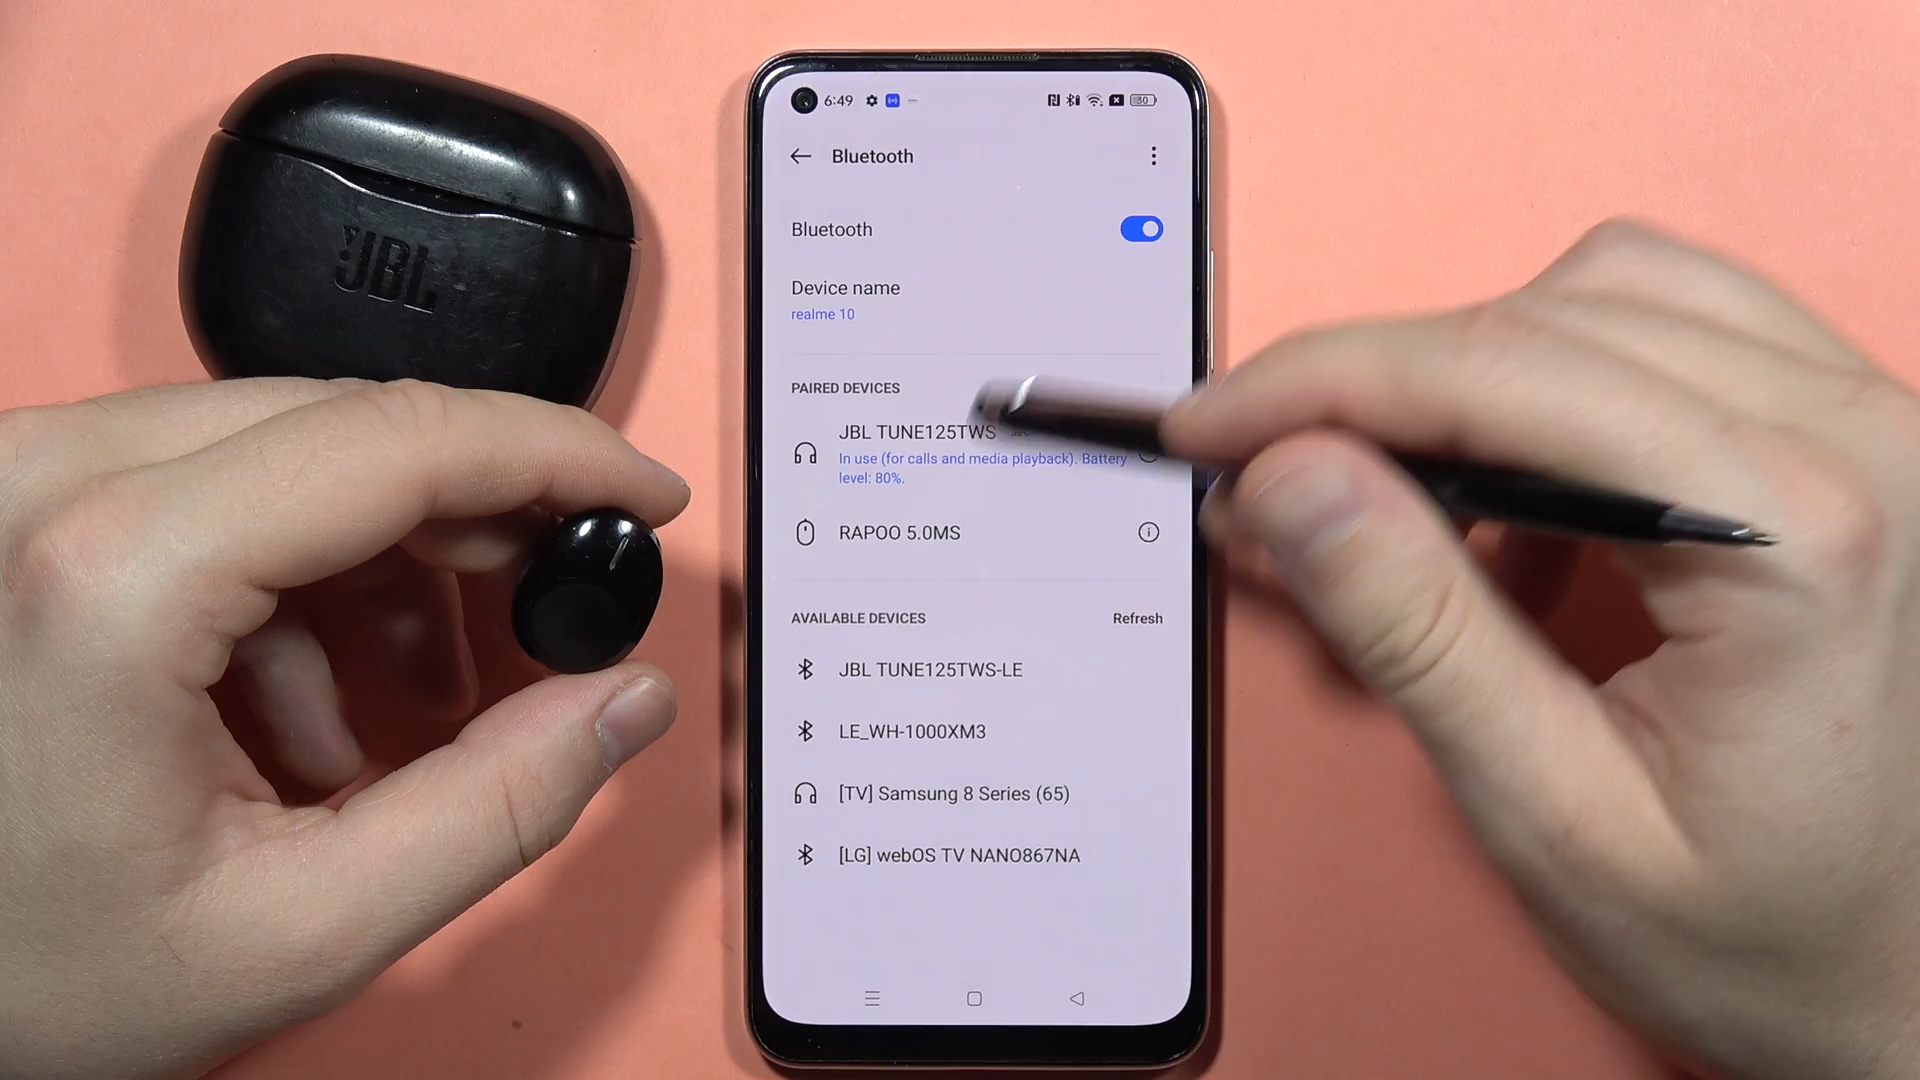 JBL
6:49
30
Bluetooth
Bluetooth
Device name
realme 10
PAIRED DEVICES
JBL TUNE125TWS
In use (for calls and media playback). Battery
level: 80%.
RAPOO 5.0MS
AVAILABLE DEVICES Refresh
JBL TUNE125TWS-LE
LE_WH-1000XM3
[TV] Samsung 8 Series (65)
[LG] webOS TV NANO867NA